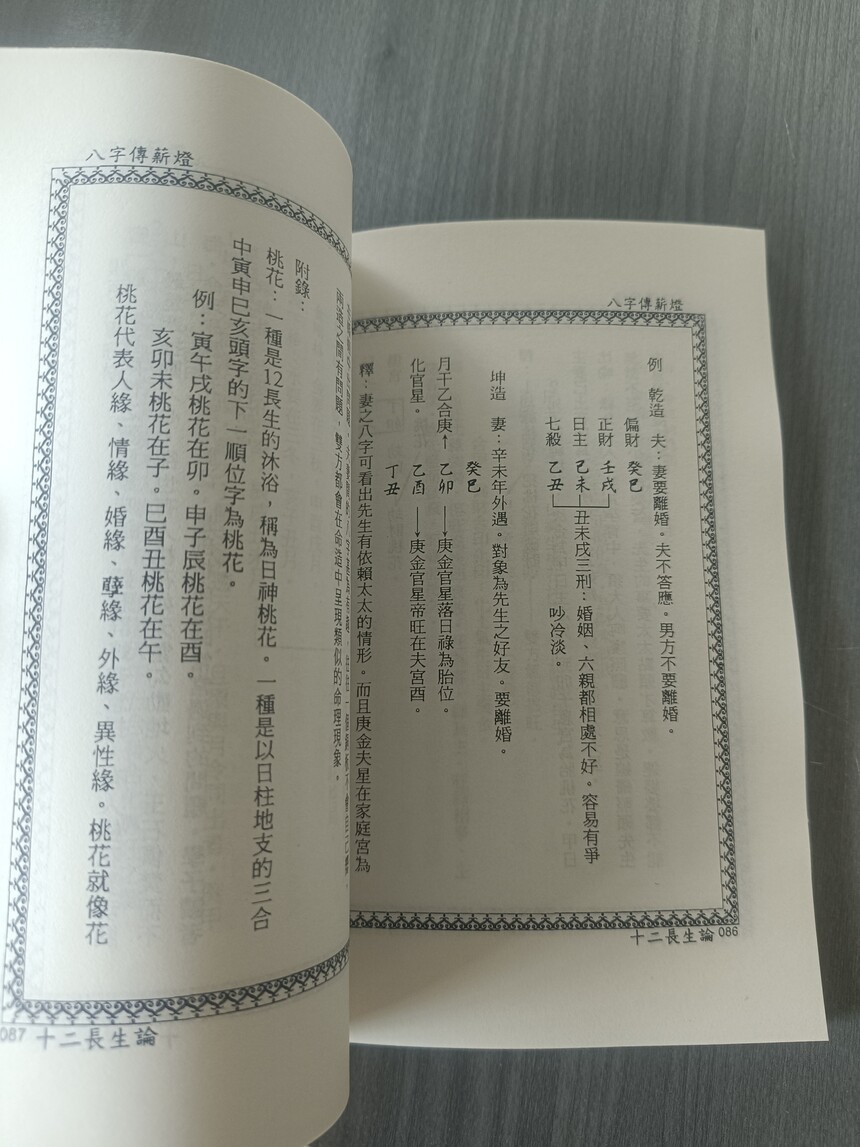 八字傳薪燈
例　乾造　夫：妻要離婚。夫不答應。男方不要離婚。
偏財　癸巳
正財　壬戌
日主　己未
七殺　乙丑
丑未戌三刑：婚姻、六親都相處不好。容易有爭
吵冷淡。
坤造　妻：辛未年外遇。對象為先生之好友。要離婚。
癸巳
月干乙合庚↑　乙卯→庚金官星落日祿為胎位。
化官星。　乙酉→庚金官星帝旺在夫宮酉。
丁丑
釋：妻之八字可看出先生有依賴太太的情形。而且庚金夫星在家庭宮為
十二長生論 086
八字傳薪燈
兩造之間有問題，雙方都會在命造中呈現類似的命理現象。
附錄：
桃花：一種是12長生的沐浴，稱為日神桃花。一種是以日柱地支的三合
中寅申巳亥頭字的下一順位字為桃花。
例：寅午戌桃花在卯。申子辰桃花在酉。
亥卯未桃花在子。巳酉丑桃花在午。
桃花代表人緣、情緣、婚緣、孽緣、外緣、異性緣。桃花就像花
087 十二長生論